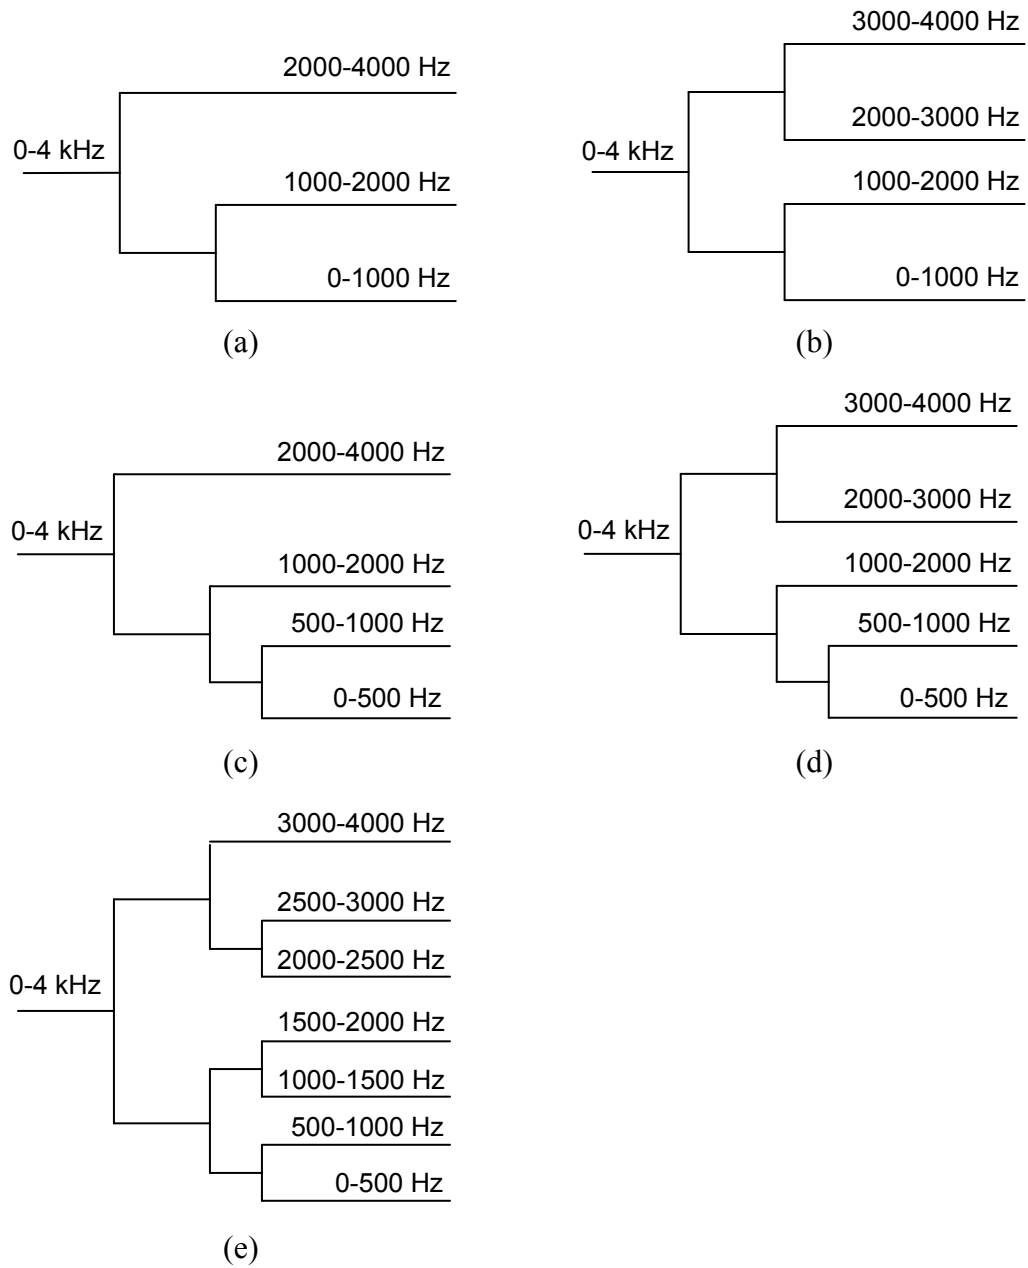 2000-4000 Hz
0-4 kHz
1000-2000 Hz
0-1000 Hz
(a)
3000-4000 Hz
2000-3000 Hz
0-4 kHz
1000-2000 Hz
0-1000 Hz
(b)
2000-4000 Hz
0-4 kHz
1000-2000 Hz
500-1000 Hz
0-500 Hz
(c)
3000-4000 Hz
2000-3000 Hz
0-4 kHz
1000-2000 Hz
500-1000 Hz
0-500 Hz
(d)
3000-4000 Hz
2500-3000 Hz
2000-2500 Hz
0-4 kHz
1500-2000 Hz
1000-1500 Hz
500-1000 Hz
0-500 Hz
(e)